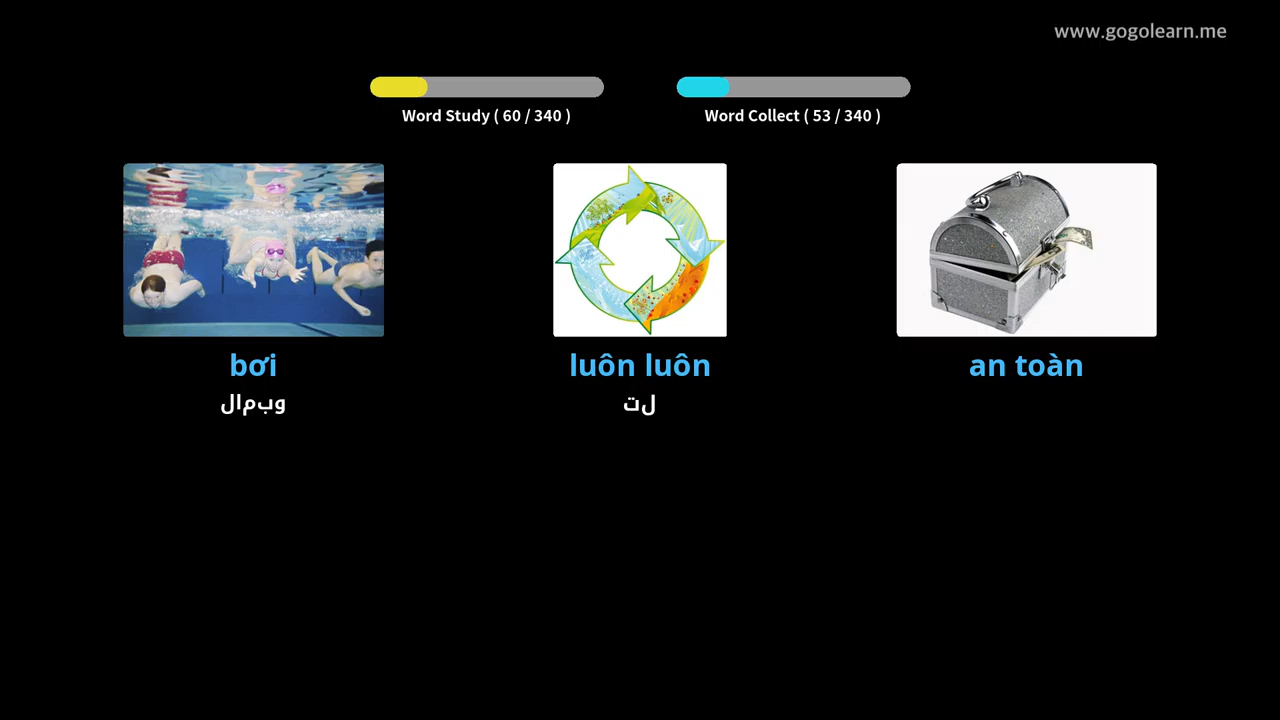 www.gogolearn.me
Word Study ( 60 / 340 )
Word Collect ( 53 / 340 )
bơi
luôn luôn
an toàn
وبمال
لت